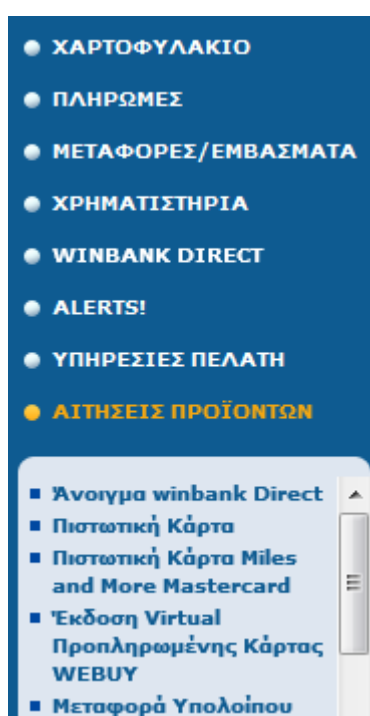 ΧΑΡΤΟΦΥΛΑΚΙΟ
ΠΛΗΡΩΜΕΣ
ΜΕΤΑΦΟΡΕΣ/ΕΜΒΑΣΜΑΤΑ
ΧΡΗΜΑΤΙΣΤΗΡΙΑ
WINBANK DIRECT
ALERTS!
ΥΠΗΡΕΣΙΕΣ ΠΕΛΑΤΗ
ΑΙΤΗΣΕΙΣ ΠΡΟΪΟΝΤΩΝ
Άνοιγμα winbank Direct
Πιστωτική Κάρτα
Πιστωτική Κάρτα Miles
and More Mastercard
Έκδοση Virtual
Προπληρωμένης Κάρτας
WEBUY
Μεταφορά Υπολοίπου